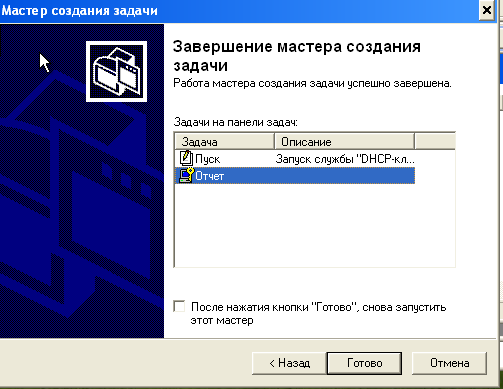 Мастер создания задачи
Завершение мастера создания
задачи
Работа мастера создания задачи успешно завершена.
Задачи на панели задач:
Задача Описание
Пуск Запуск службы "DHCP-кл...
Отчет
После нажатия кнопки "Готово", снова запустить
этот мастер
< Назад Готово Отмена